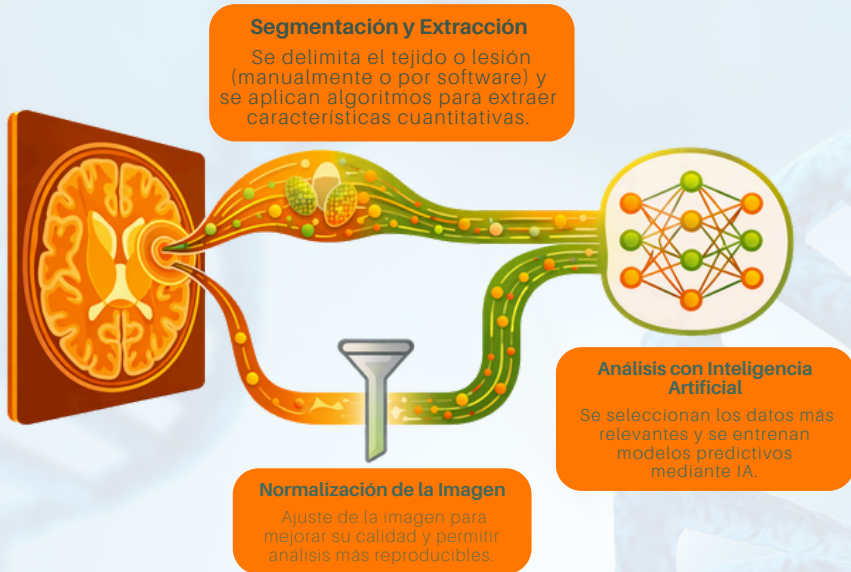 Segmentación y Extracción
Se delimita el tejido o lesión
(manualmente o por software) y
se aplican algoritmos para extraer
características cuantitativas.
Análisis con Inteligencia
Artificial
Se seleccionan los datos más
relevantes y se entrenan
modelos predictivos
mediante IA.
Normalización de la Imagen
Ajuste de la imagen para
mejorar su calidad y permitir
análisis más reproducibles.